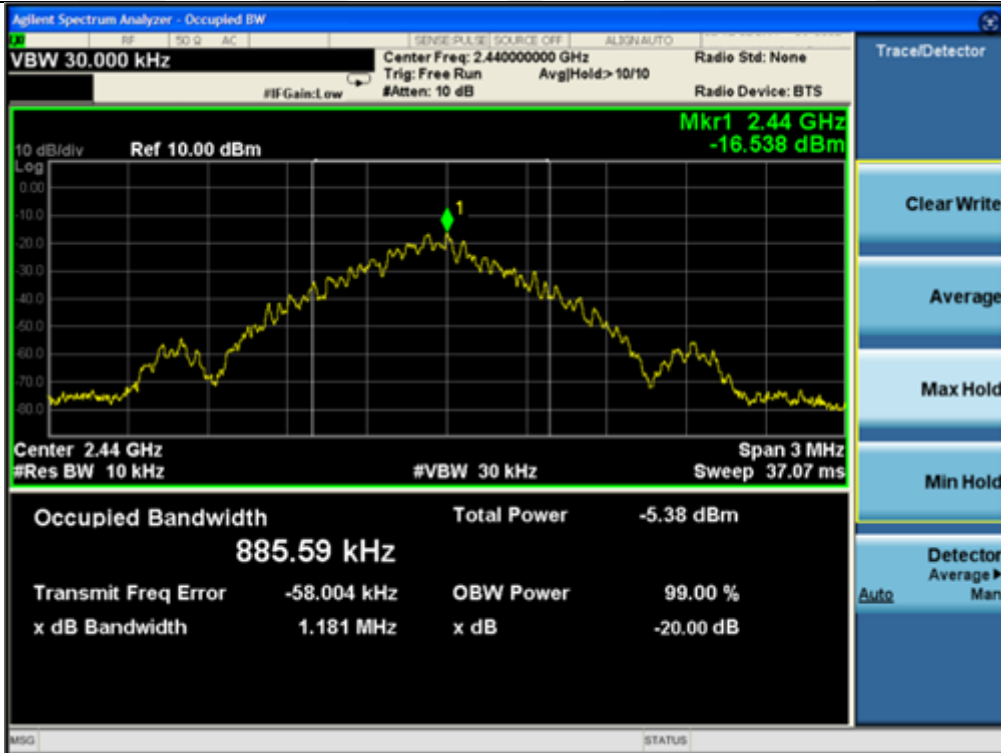 Agilent Spectrum Analyzer - Occupied BW
RF 50 Ω AC SENSE:PULSE SOURCE OFF ALIGN AUTO
VBW 30.000 kHz
Center Freq: 2.440000000 GHz
Radio Std: None
Trig: Free Run
Avg|Hold:> 10/10
#IFGain:Low
#Atten: 10 dB
Radio Device: BTS
Mkr1 2.44 GHz
-16.538 dBm
10 dB/div
Ref 10.00 dBm
Log
0.00
-10.0
-20.0
-30.0
-40.0
-50.0
-60.0
-70.0
-80.0
1
Center 2.44 GHz
Span 3 MHz
#Res BW 10 kHz
#VBW 30 kHz
Sweep 37.07 ms
Occupied Bandwidth
885.59 kHz
Total Power -5.38 dBm
Transmit Freq Error -58.004 kHz
OBW Power 99.00 %
x dB Bandwidth 1.181 MHz
x dB -20.00 dB
MSG
STATUS
Trace/Detector
Clear Write
Average
Max Hold
Min Hold
Detector
Average
Auto Man